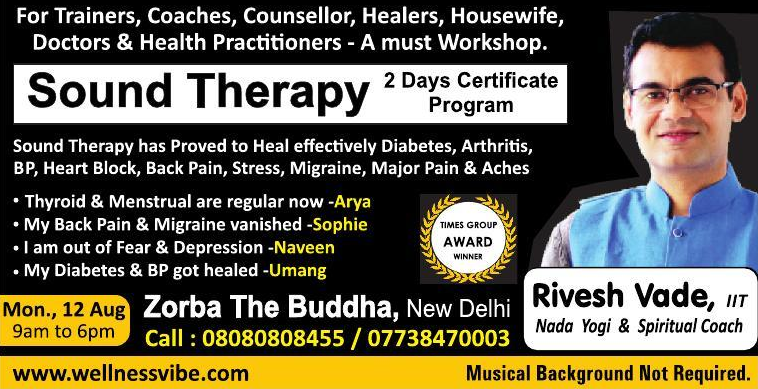 For Trainers, Coaches, Counsellor, Healers, Housewife,
Doctors & Health Practitioners - A must Workshop.
Sound Therapy
2 Days Certificate
Program
Sound Therapy has Proved to Heal effectively Diabetes, Arthritis,
BP, Heart Block, Back Pain, Stress, Migraine, Major Pain & Aches
• Thyroid & Menstrual are regular now -Arya
• My Back Pain & Migraine vanished -Sophie
• I am out of Fear & Depression -Naveen
• My Diabetes & BP got healed -Umang
TIMES GROUP
AWARD
WINNER
Rivesh Vade, IIT
Nada Yogi & Spiritual Coach
Mon., 12 Aug
9am to 6pm
Zorba The Buddha, New Delhi
Call : 08080808455 / 07738470003
www.wellnessvibe.com
Musical Background Not Required.